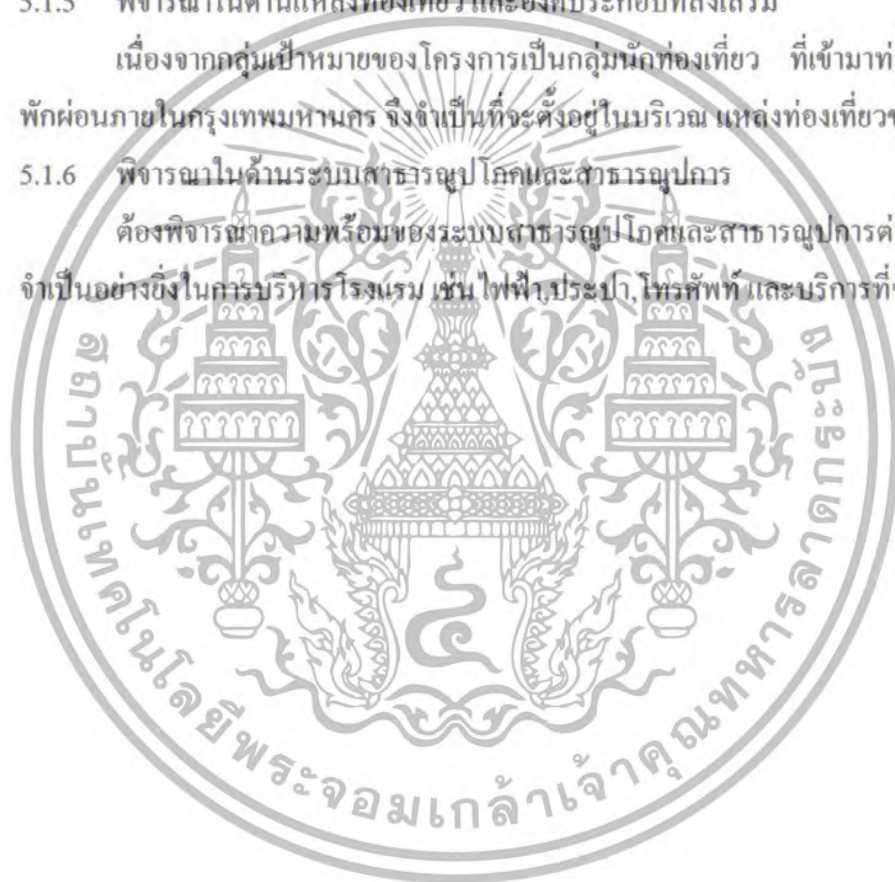 5.1.5 พิจารณาในด้านแหล่งท่องเที่ยว และองค์ประกอบที่ส่งเสริม
เนื่องจากกลุ่มเป้าหมายของโครงการเป็นกลุ่มนักท่องเที่ยว ที่เข้ามาท่
พักผ่อนภายในกรุงเทพมหานคร จึงจำเป็นที่จะตั้งอยู่ในบริเวณ แหล่งท่องเที่ยว
5.1.6 พิจารณาในด้านระบบสาธารณูปโภคและสาธารณูปการ
ต้องพิจารณาความพร้อมของระบบสาธารณูปโภคและสาธารณูปการต่
จำเป็นอย่างยิ่งในการบริหารโรงแรม เช่น ไฟฟ้า,ประปา,โทรศัพท์ และบริการที่
สถาบันเทคโนโลยีพระจอมเกล้าเจ้าคุณทหารลาดกระบัง
๔